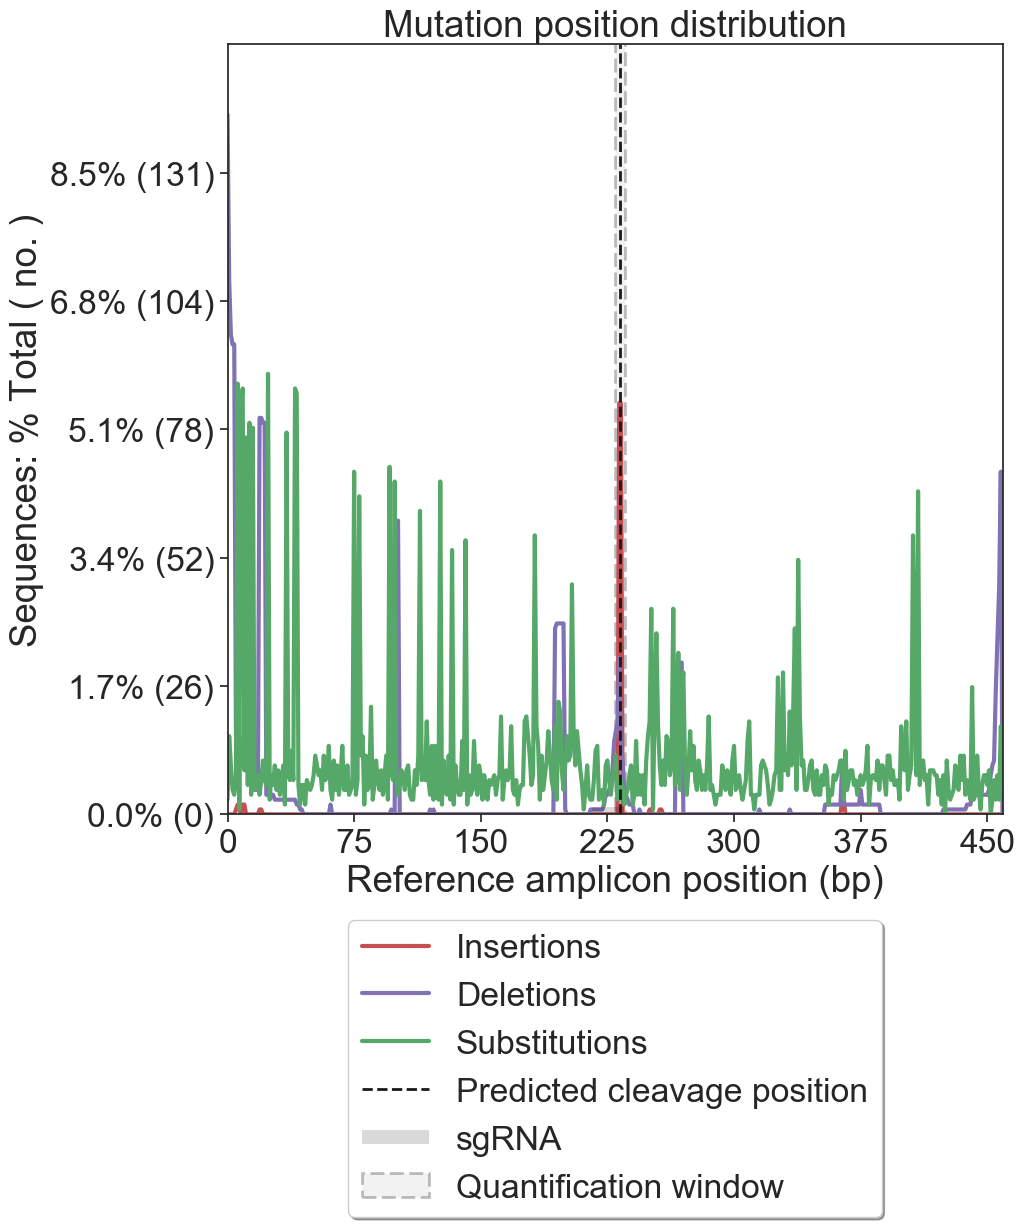 Mutation position distribution
Sequences: % Total ( no. )
8.5% (131)
6.8% (104)
5.1% (78)
3.4% (52)
1.7% (26)
0.0% (0)
0 75 150 225 300 375 450
Reference amplicon position (bp)
Insertions
Deletions
Substitutions
Predicted cleavage position
sgRNA
Quantification window